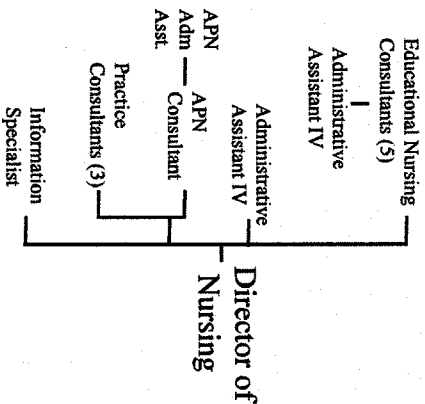 Director of
Nursing
Educational Nursing
Consultants (5)
Administrative
Assistant IV
Administrative
Assistant IV
APN
Consultant
APN
Adm
Asst.
Practice
Consultants (3)
Information
Specialist